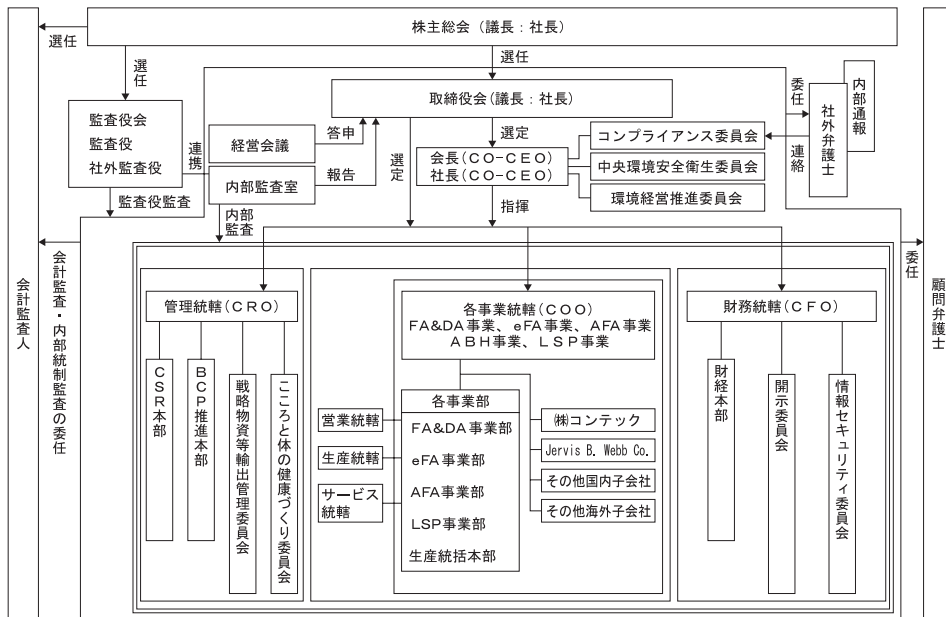 株主総会（議長：社長）
選任
選任
選任
取締役会（議長：社長）
監査役会
監査役
社外監査役
連携
経営会議
答申
内部監査室
報告
選定
選定
会長（CO-CEO）
社長（CO-CEO）
コンプライアンス委員会
中央環境安全衛生委員会
環境経営推進委員会
委任
連絡
社外弁護士
内部通報
監査役監査
内部
監査
指揮
会計監査人
会計監査・内部統制監査の委任
委任
顧問弁護士
管理統轄（CRO）
CSR本部
BCP推進本部
戦略物資等輸出管理委員会
こころと体の健康づくり委員会
各事業統轄（COO）
FA&DA事業、eFA事業、AFA事業
ABH事業、LSP事業
営業統轄
生産統轄
サービス
統轄
各事業部
FA&DA事業部
eFA事業部
AFA事業部
LSP事業部
生産統括本部
㈱コンテック
Jervis B. Webb Co.
その他国内子会社
その他海外子会社
財務統轄（CFO）
財経本部
開示委員会
情報セキュリティ委員会